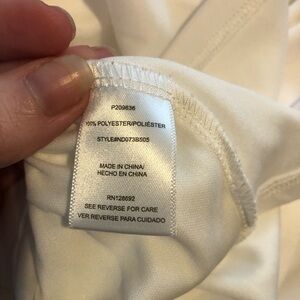 P209636
100% POLYESTER/POLIÉSTER
STYLE#ND073B505
MADE IN CHINA/
HECHO EN CHINA
RN128692
SEE REVERSE FOR CARE
VER REVERSE PARA CUIDADO